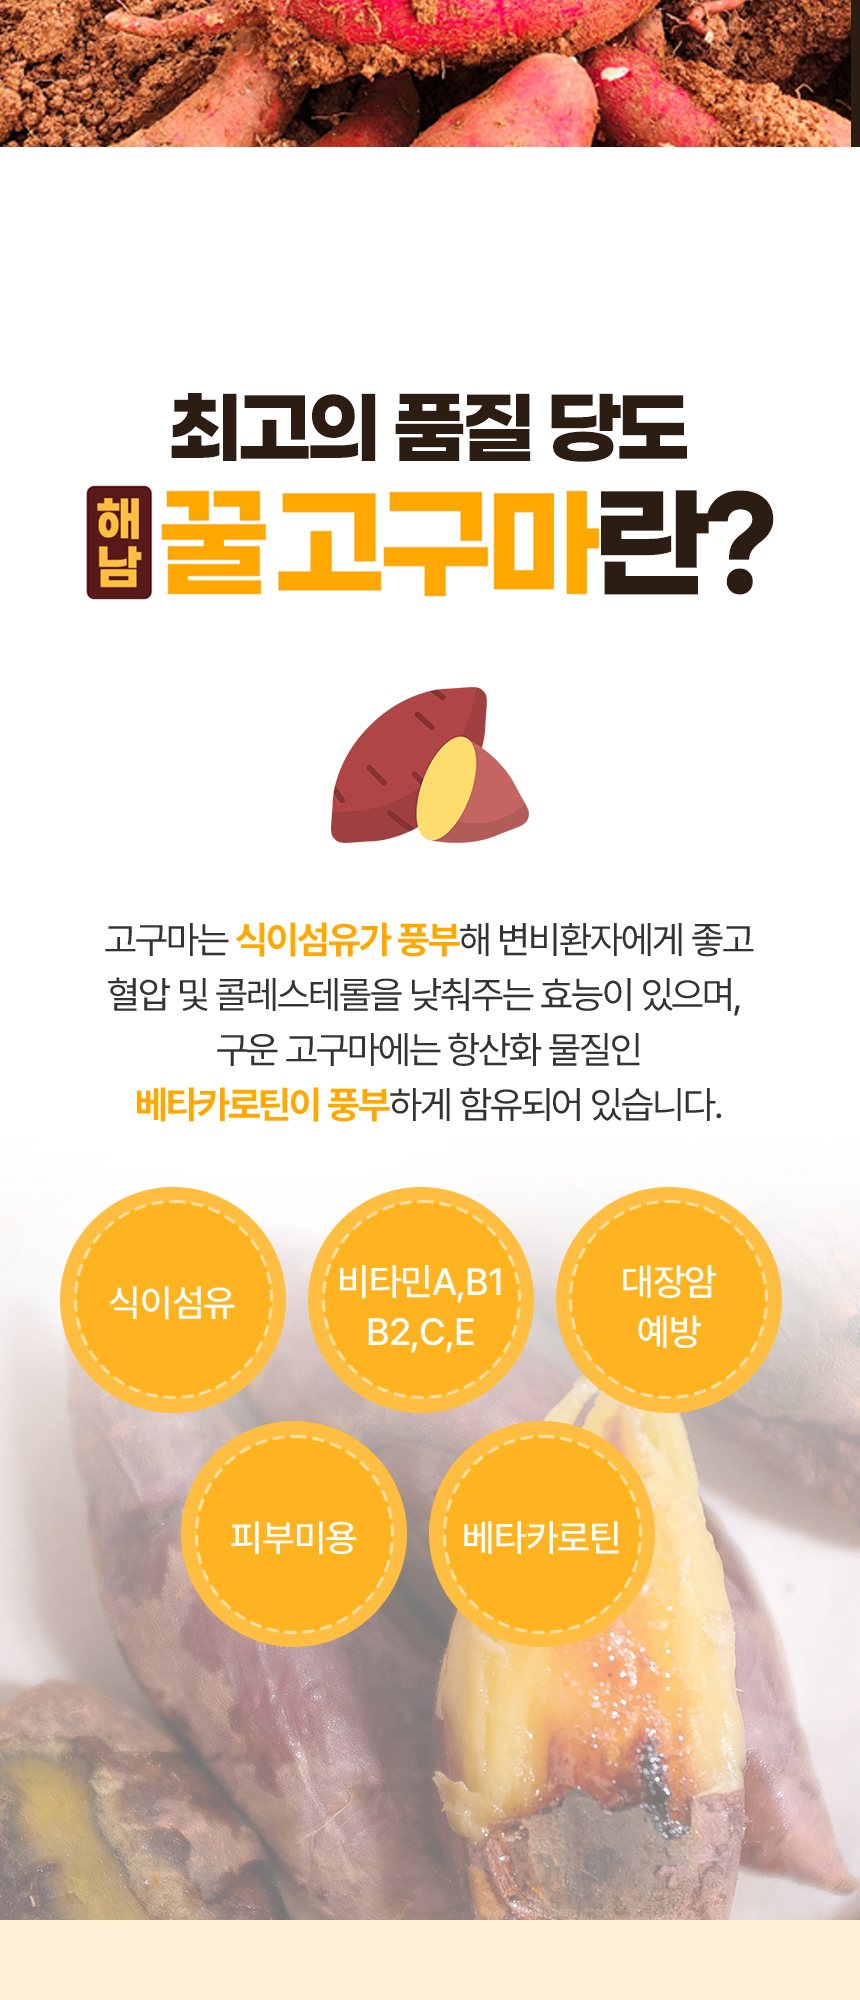 최고의 품질 당도
해남 꿀고구마란?
고구마는 식이섬유가 풍부해 변비환자에게 좋고
혈압 및 콜레스테롤을 낮춰주는 효능이 있으며,
구운 고구마에는 항산화 물질인
베타카로틴이 풍부하게 함유되어 있습니다.
식이섬유
비타민A,B1
B2,C,E
대장암
예방
피부미용
베타카로틴